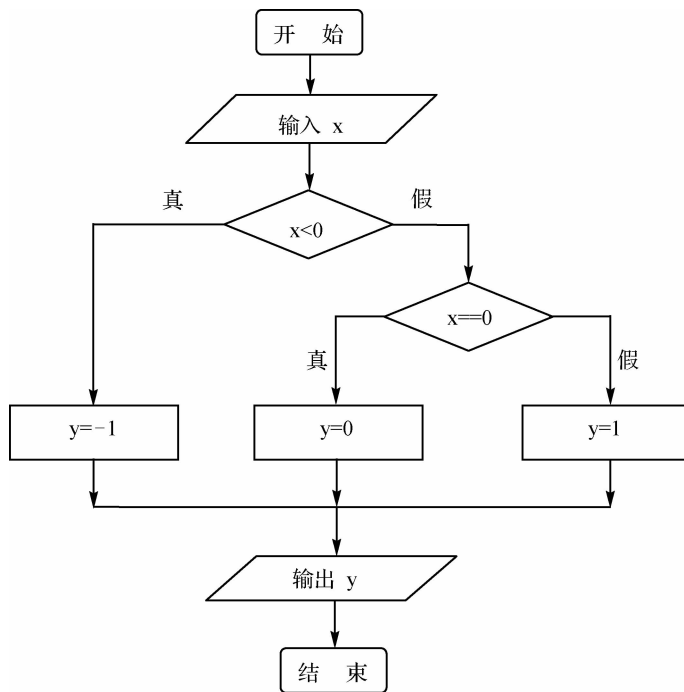 开 始
输入 x
真
假
x<0
x==0
真
假
y=-1
y=0
y=1
输出 y
结 束